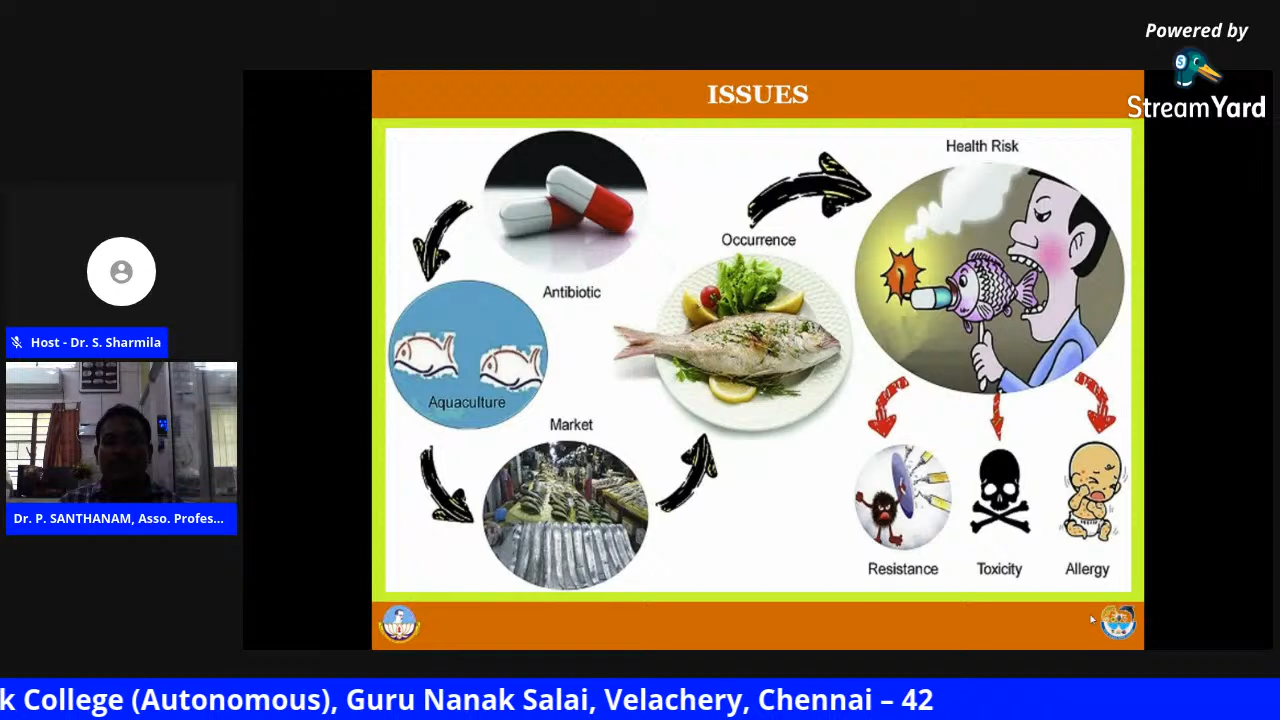 Powered by
StreamYard
ISSUES
Health Risk
Occurrence
Antibiotic
Aquaculture
Market
Resistance
Toxicity
Allergy
Host - Dr. S. Sharmila
Dr. P. SANTHANAM, Asso. Profes...
k College (Autonomous), Guru Nanak Salai, Velachery, Chennai – 42